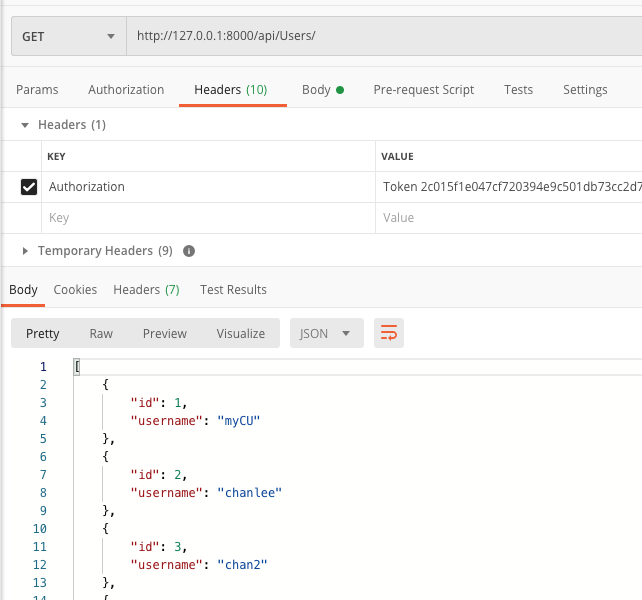 GET http://127.0.0.1:8000/api/Users/
Params Authorization Headers (10) Body Pre-request Script Tests Settings
Headers (1)
KEY VALUE
Authorization Token 2c015f1e047cf720394e9c501db73cc2d7
Key Value
Temporary Headers (9) i
Body Cookies Headers (7) Test Results
Pretty Raw Preview Visualize JSON
1 [
2 {
3 "id": 1,
4 "username": "myCU"
5 },
6 {
7 "id": 2,
8 "username": "chanlee"
9 },
10 {
11 "id": 3,
12 "username": "chan2"
13 },
14 {